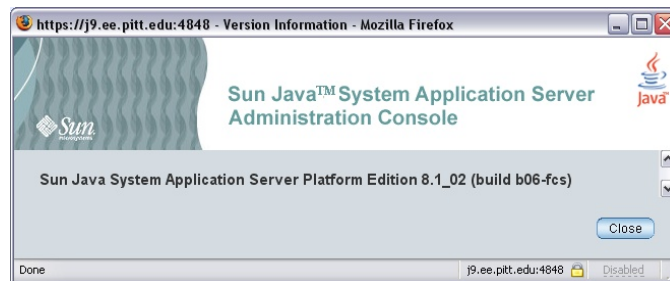 https://j9.ee.pitt.edu:4848 - Version Information - Mozilla Firefox
Sun Java™ System Application Server
Administration Console
Sun
microsystems
Java™
Sun Java System Application Server Platform Edition 8.1_02 (build b06-fcs)
Close
Done
j9.ee.pitt.edu:4848
Disabled